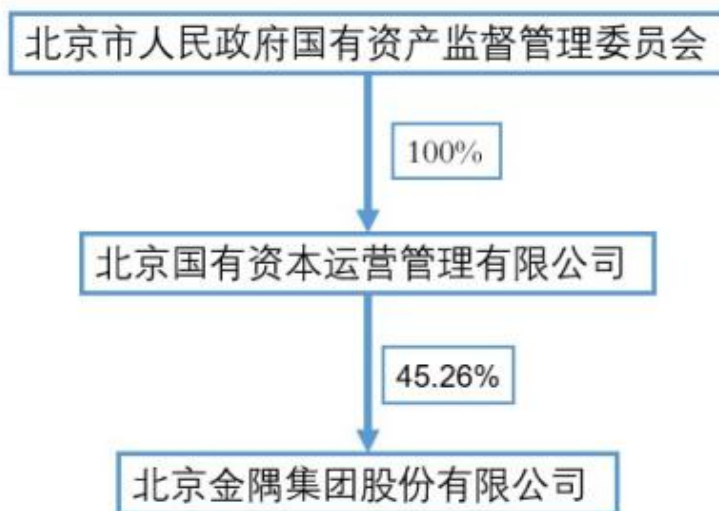 北京市人民政府国有资产监督管理委员会
100%
北京国有资本运营管理有限公司
45.26%
北京金隅集团股份有限公司